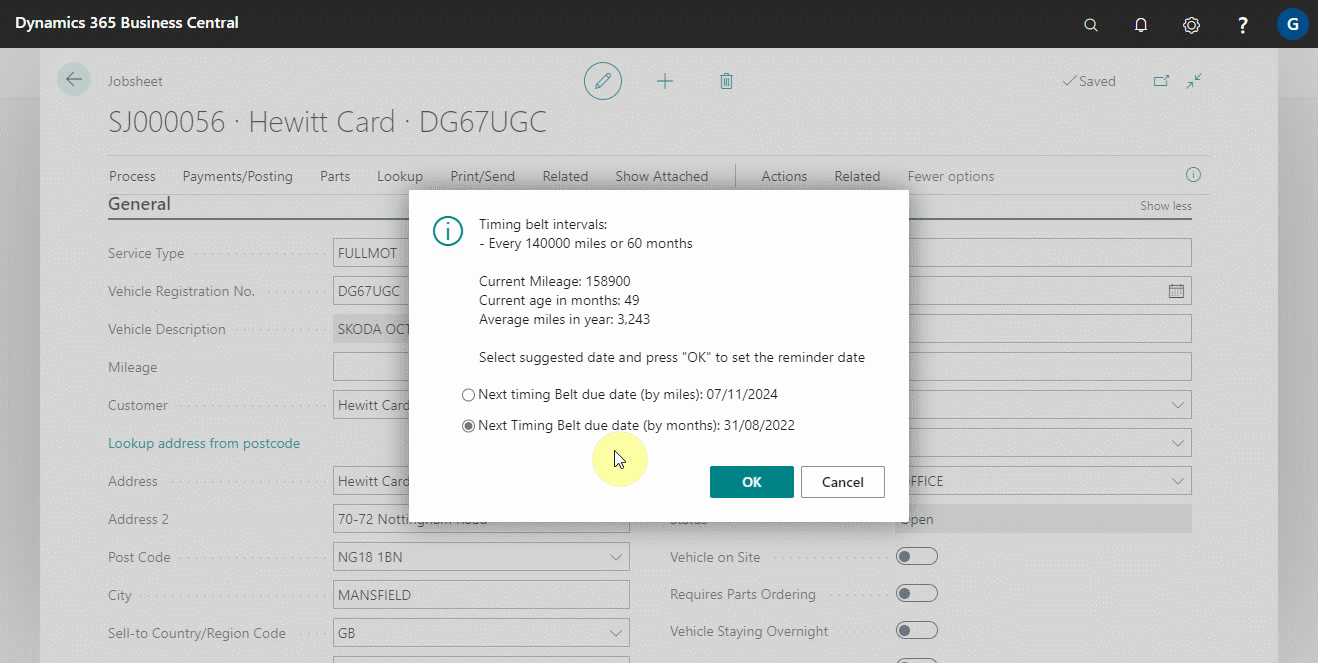 Dynamics 365 Business Central
?
G
Jobsheet
Saved
SJ000056 · Hewitt Card · DG67UGC
Process Payments/Posting Parts Lookup Print/Send Related Show Attached Actions Related Fewer options
General
Show less
Service Type
FULLMOT
Vehicle Registration No.
DG67UGC
Vehicle Description
SKODA OCT
Mileage
Customer
Hewitt Card
Lookup address from postcode
Address
Hewitt Card
Address 2
70-72 Nottingham Road
Post Code
NG18 1BN
City
MANSFIELD
Sell-to Country/Region Code
GB
Timing belt intervals:
- Every 140000 miles or 60 months
Current Mileage: 158900
Current age in months: 49
Average miles in year: 3,243
Select suggested date and press "OK" to set the reminder date
Next timing Belt due date (by miles): 07/11/2024
Next Timing Belt due date (by months): 31/08/2022
OK
Cancel
FFICE
Status
Open
Vehicle on Site
Requires Parts Ordering
Vehicle Staying Overnight